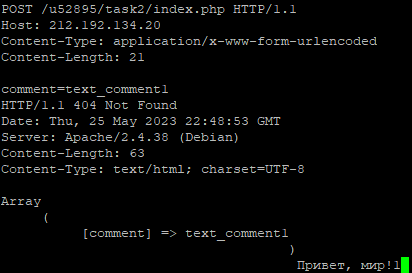 POST /u52895/task2/index.php HTTP/1.1
Host: 212.192.134.20
Content-Type: application/x-www-form-urlencoded
Content-Length: 21

comment=text_comment1
HTTP/1.1 404 Not Found
Date: Thu, 25 May 2023 22:48:53 GMT
Server: Apache/2.4.38 (Debian)
Content-Length: 63
Content-Type: text/html; charset=UTF-8

Array
(
[comment] => text_comment1
)
Привет, мир!1